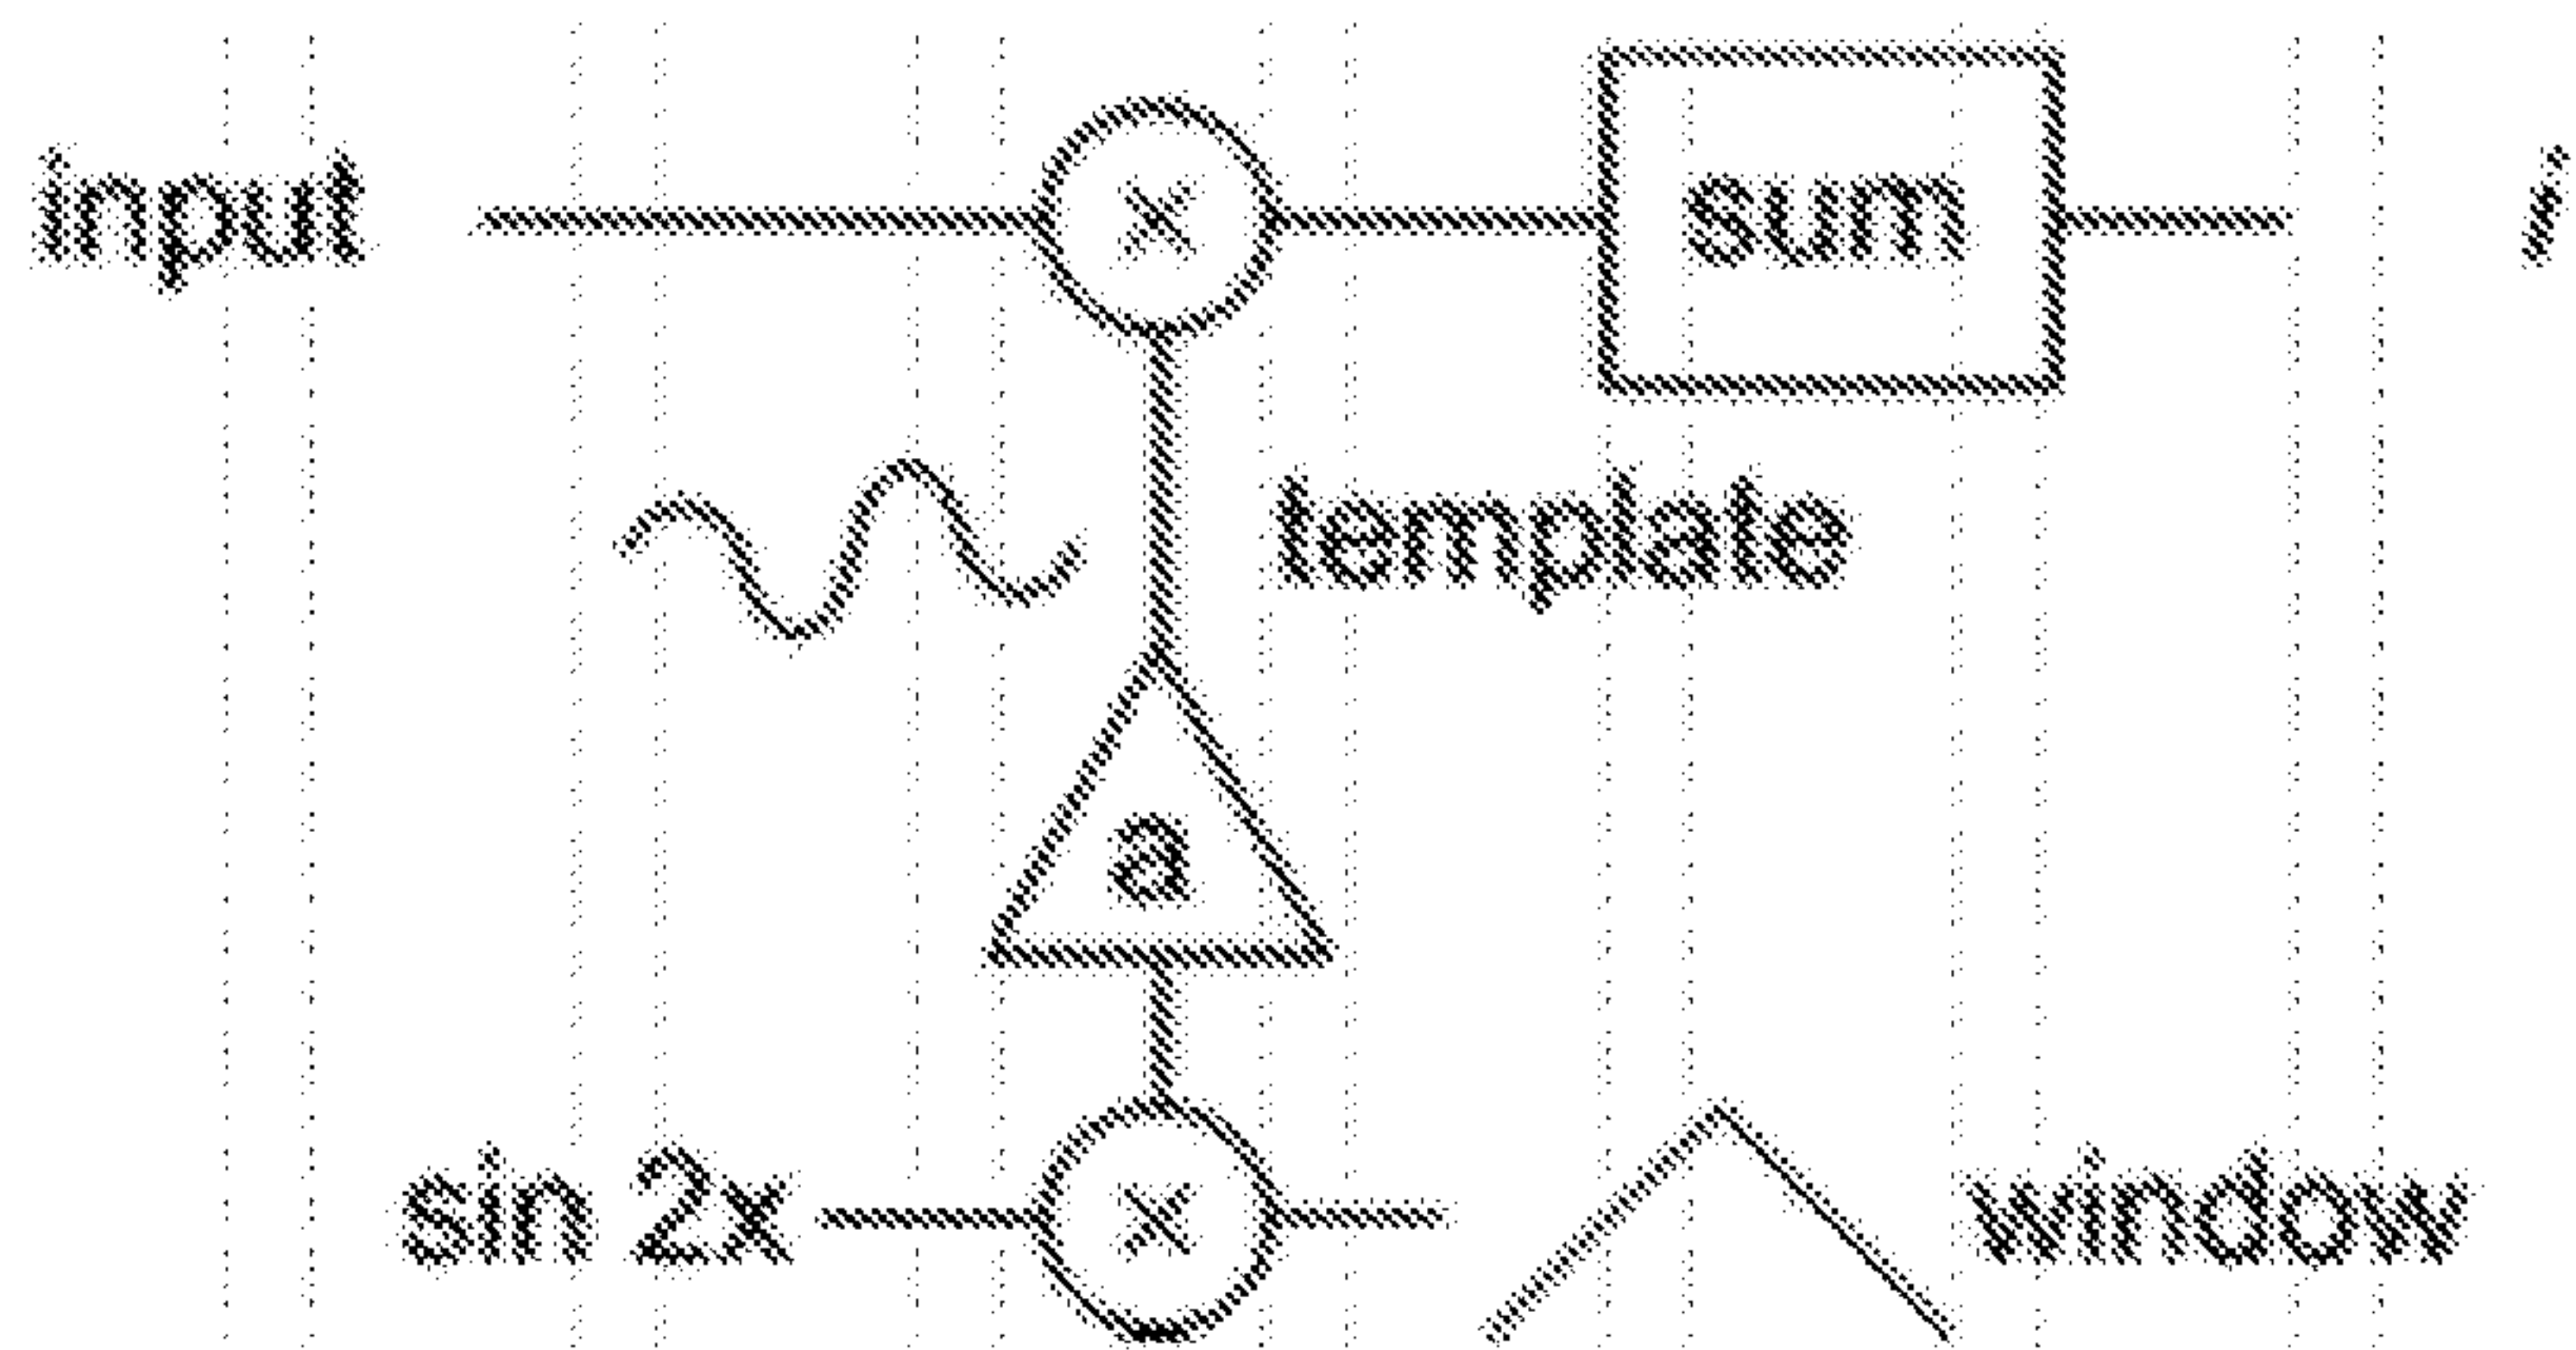 input × sum i
template
a
sin 2x × window